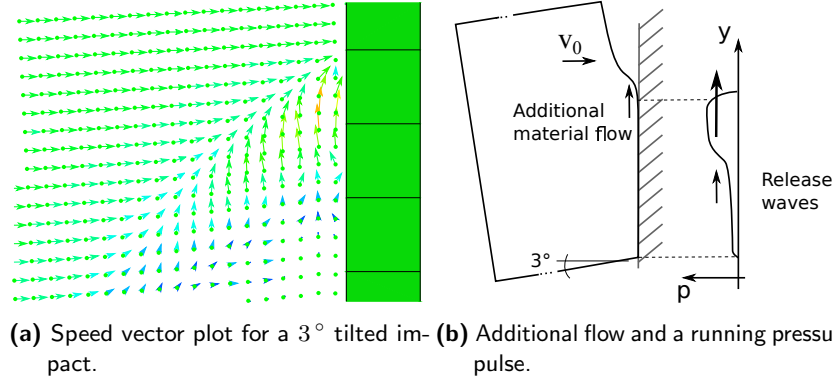 v₀
Additional
material flow
3°
y
p
Release
waves
(a) Speed vector plot for a 3° tilted im-
pact.
(b) Additional flow and a running pressu
pulse.